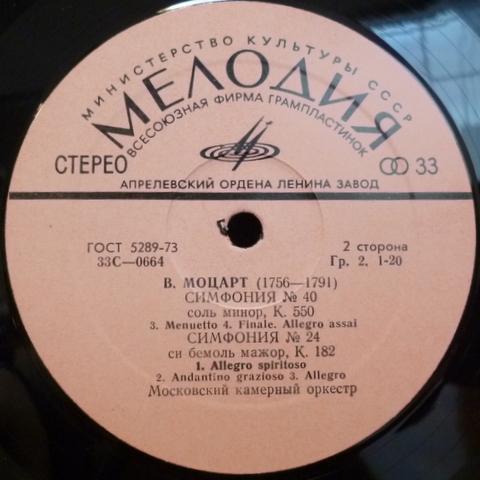 МИНИСТЕРСТВО КУЛЬТУРЫ СССР
МЕЛОДИЯ
ВСЕСОЮЗНАЯ ФИРМА ГРАМПЛАСТИНОК
СТЕРЕО 33
АПРЕЛЕВСКИЙ ОРДЕНА ЛЕНИНА ЗАВОД
ГОСТ 5289-73 2 сторона
33С—0664 Гр. 2. 1-20
В. МОЦАРТ (1756—1791)
СИМФОНИЯ № 40
соль минор, К. 550
3. Menuetto 4. Finale. Allegro assai
СИМФОНИЯ № 24
си бемоль мажор, К. 182
1. Allegro spiritoso
2. Andantino grazioso 3. Allegro
Московский камерный оркестр